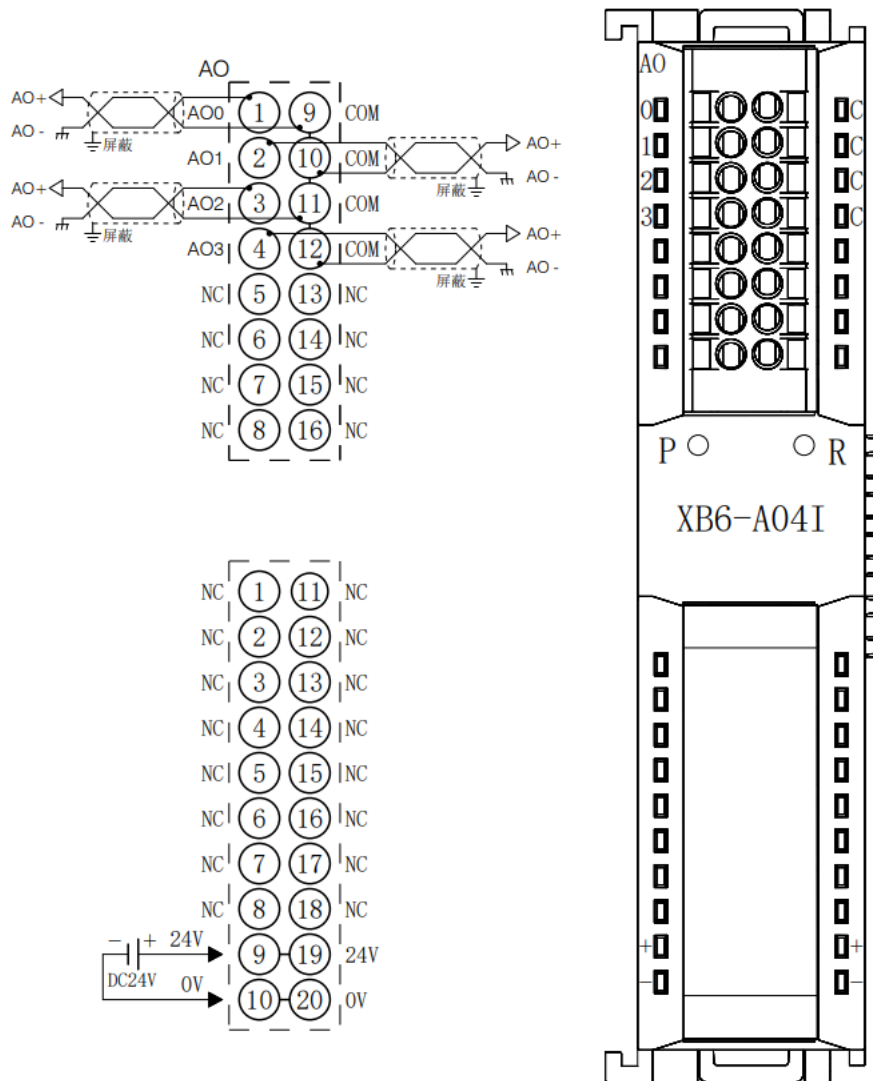 AO
AO+ AO0 1 9 COM
AO - 屏蔽
AO1 2 10 COM AO+
屏蔽 AO -
AO+ AO2 3 11 COM
AO - 屏蔽
AO3 4 12 COM AO+
屏蔽 AO -
NC 5 13 NC
NC 6 14 NC
NC 7 15 NC
NC 8 16 NC
NC 1 11 NC
NC 2 12 NC
NC 3 13 NC
NC 4 14 NC
NC 5 15 NC
NC 6 16 NC
NC 7 17 NC
NC 8 18 NC
- + 24V 9 19 24V
DC24V 0V 10 20 0V
AO
0 C
1 C
2 C
3 C
P R
XB6-A04I
+ +
- -